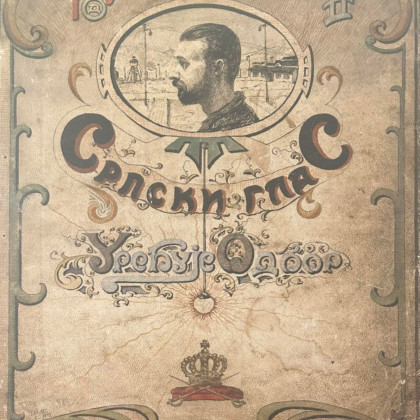 Српски глас
Уређује Одбор